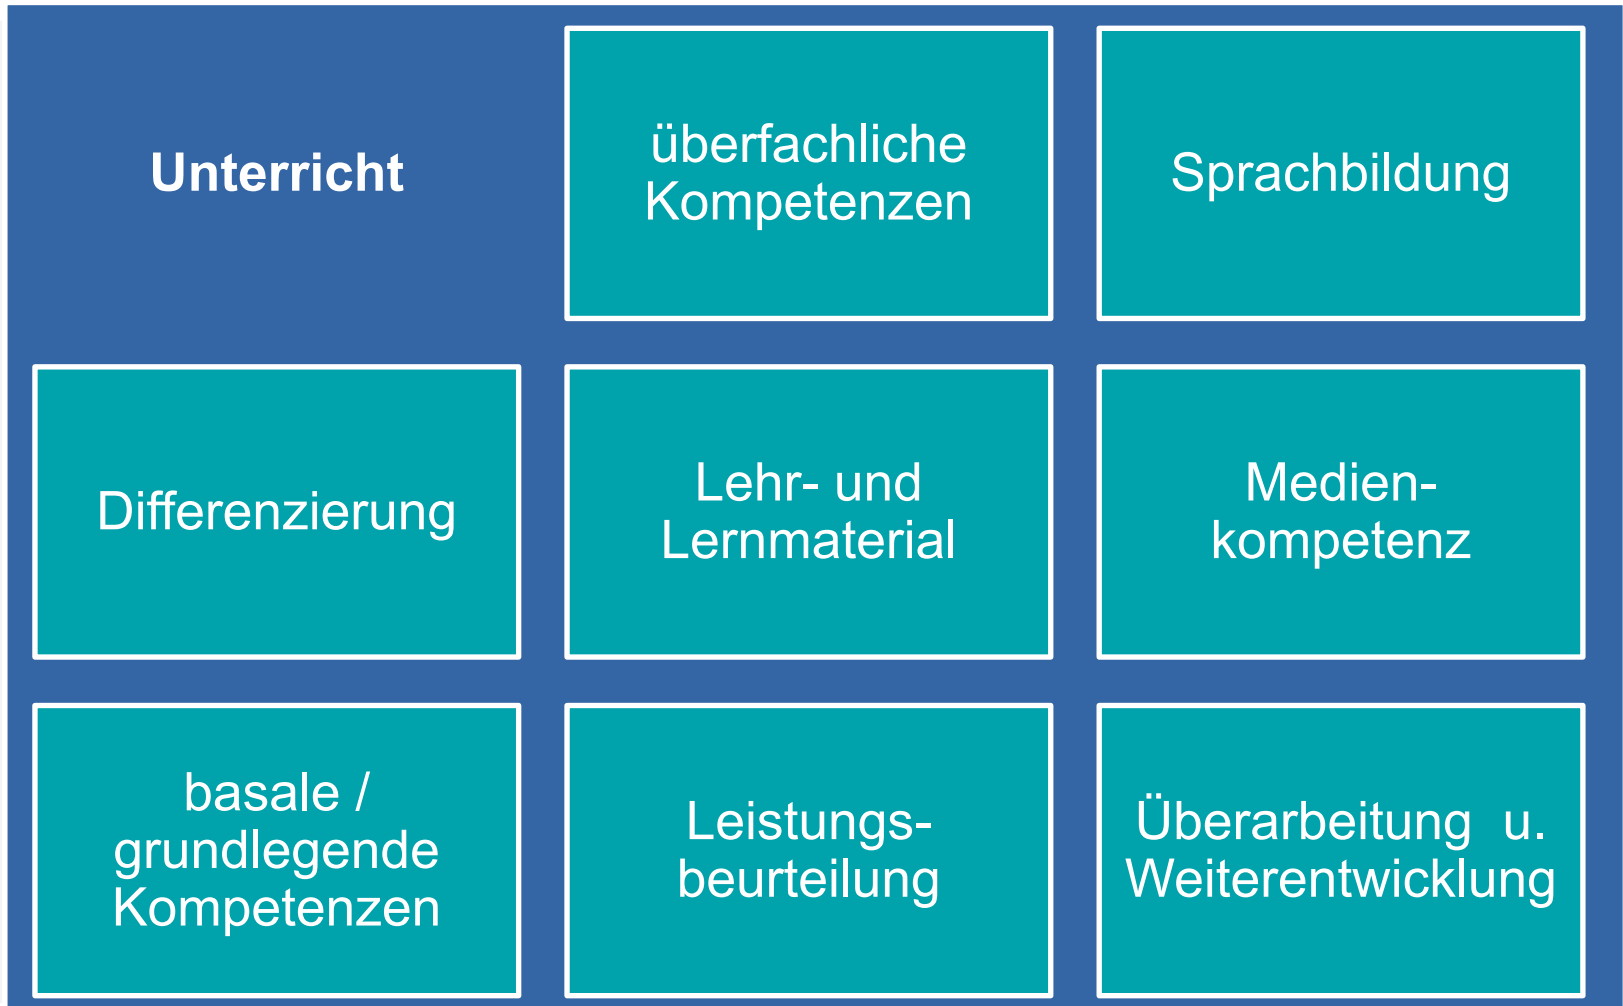 Unterricht
überfachliche
Kompetenzen
Sprachbildung
Differenzierung
Lehr- und
Lernmaterial
Medien-
kompetenz
basale /
grundlegende
Kompetenzen
Leistungs-
beurteilung
Überarbeitung  u.
Weiterentwicklung